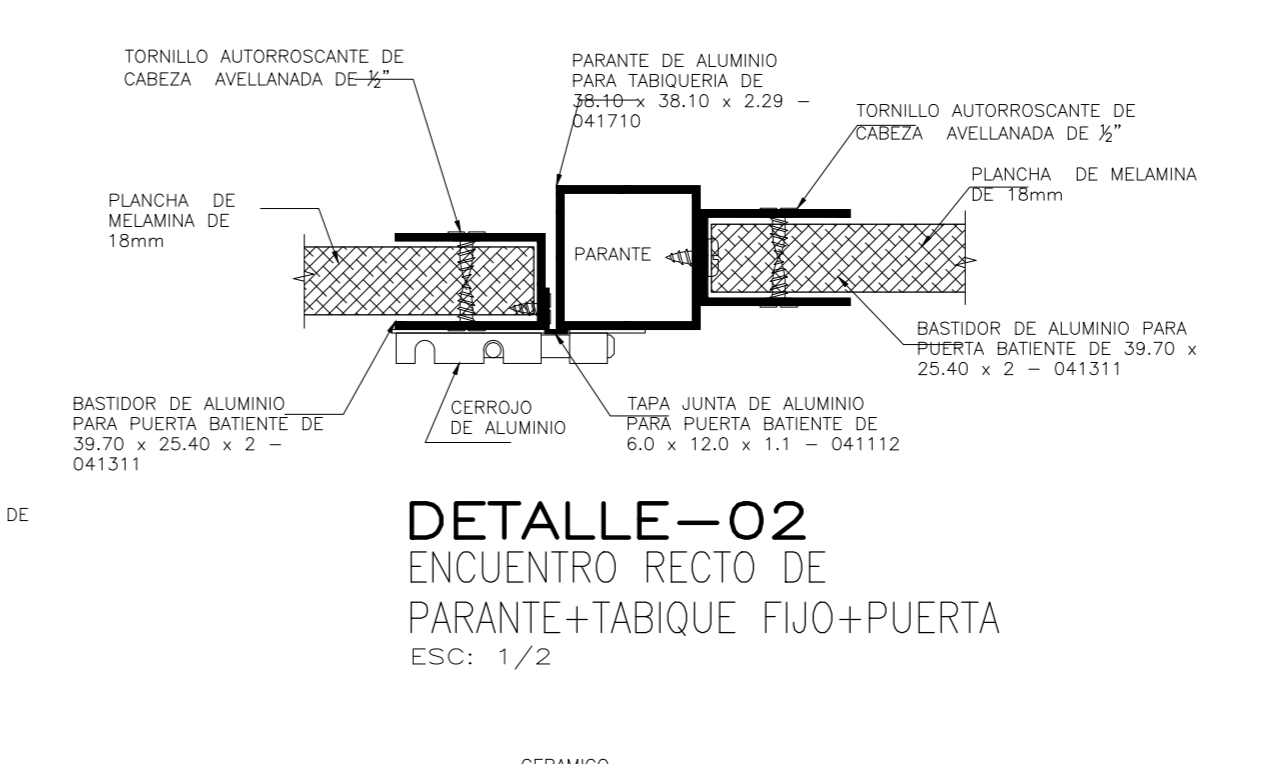 TORNILLO AUTORROSCANTE DE
CABEZA AVELLANADA DE ½"
PARANTE DE ALUMINIO
PARA TABIQUERIA DE
38.10 x 38.10 x 2.29 -
041710
TORNILLO AUTORROSCANTE DE
CABEZA AVELLANADA DE ½"
PLANCHA DE MELAMINA
DE 18mm
PLANCHA DE
MELAMINA DE
18mm
PARANTE
BASTIDOR DE ALUMINIO PARA
PUERTA BATIENTE DE 39.70 x
25.40 x 2 - 041311
BASTIDOR DE ALUMINIO
PARA PUERTA BATIENTE DE
39.70 x 25.40 x 2 -
041311
CERROJO
DE ALUMINIO
TAPA JUNTA DE ALUMINIO
PARA PUERTA BATIENTE DE
6.0 x 12.0 x 1.1 - 041112
DE
DETALLE-02
ENCUENTRO RECTO DE
PARANTE+TABIQUE FIJO+PUERTA
ESC: 1/2